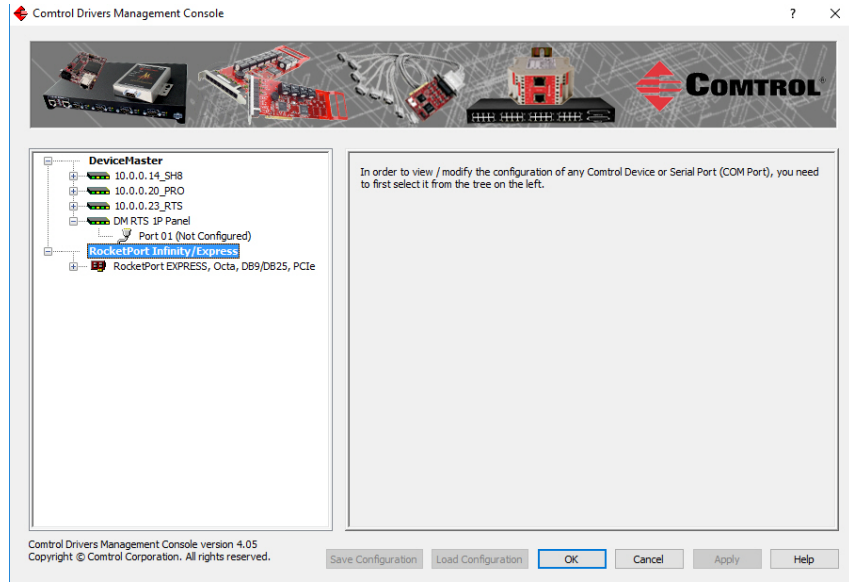 Comtrol Drivers Management Console
?
COMTROL
DeviceMaster
10.0.0.14_SH8
10.0.0.20_PRO
10.0.0.23_RTS
DM RTS 1P Panel
Port 01 (Not Configured)
RocketPort Infinity/Express
RocketPort EXPRESS, Octa, DB9/DB25, PCIe
In order to view / modify the configuration of any Comtrol Device or Serial Port (COM Port), you need
to first select it from the tree on the left.
Comtrol Drivers Management Console version 4.05
Copyright © Comtrol Corporation. All rights reserved.
Save Configuration Load Configuration OK Cancel Apply Help